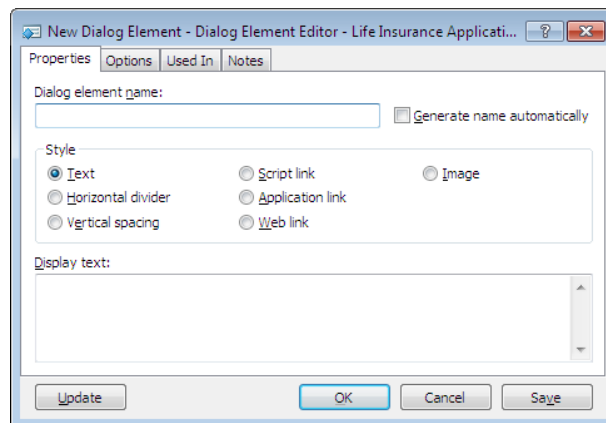 New Dialog Element - Dialog Element Editor - Life Insurance Applicati...
Properties Options Used In Notes
Dialog element name:
Generate name automatically
Style
Text Script link Image
Horizontal divider Application link
Vertical spacing Web link
Display text:
Update OK Cancel Save